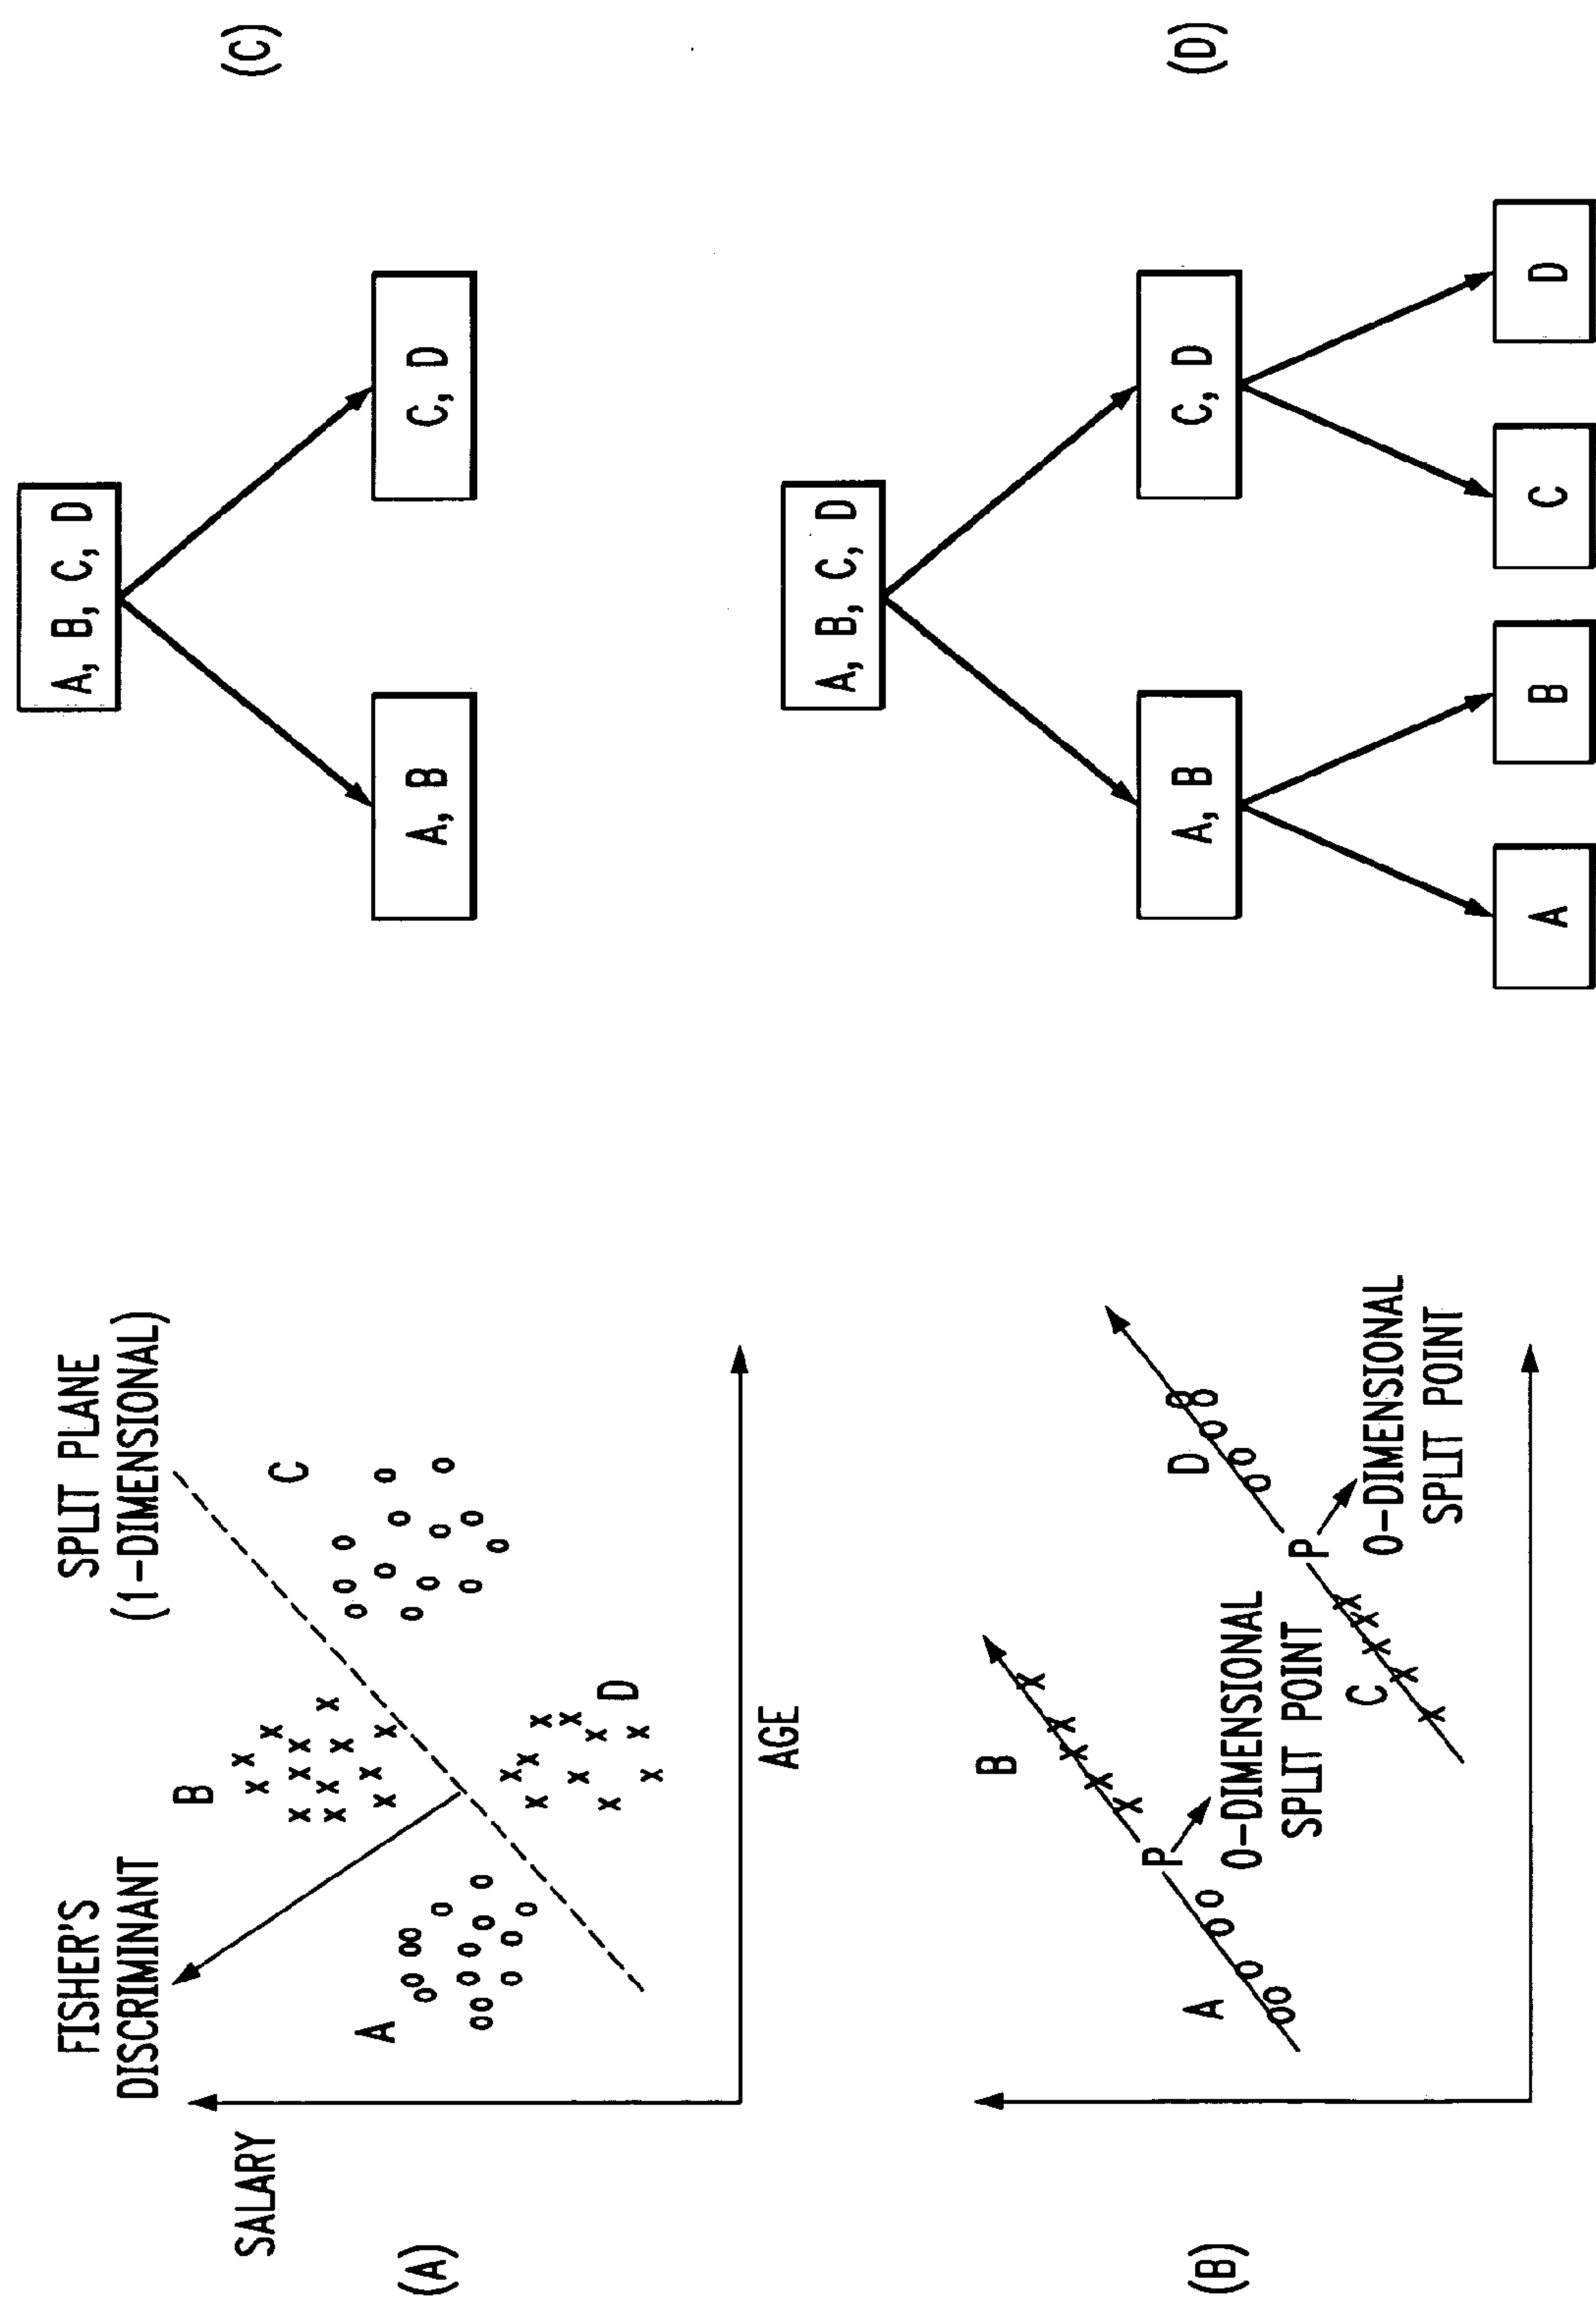 FISHER'S
DISCRIMINANT
SPLIT PLANE
(1-DIMENSIONAL)
SALARY
B
C
A
D
AGE
(A)
A, B, C, D
A, B
C, D
(C)
B
D
A
P
P
C
0-DIMENSIONAL
SPLIT POINT
0-DIMENSIONAL
SPLIT POINT
(B)
A, B, C, D
A, B
C, D
A
B
C
D
(D)